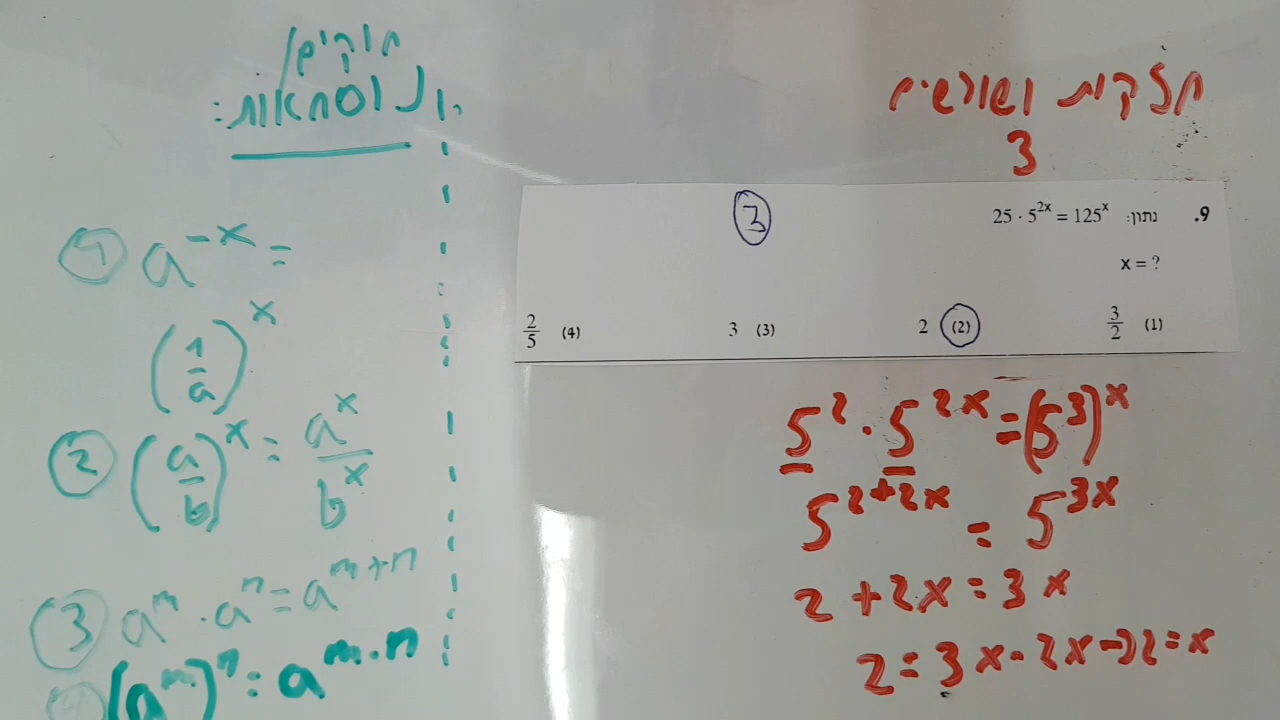 חזקות ושורשים
3
3
.9 נתון: 25 · 5^{2x} = 125^x
x = ?
(1) 3/2 (2) 2 (3) 3 (4) 2/5
5^2 · 5^{2x} = (5^3)^x
5^{2+2x} = 5^{3x}
2 + 2x = 3x
2 = 3x - 2x → 2 = x
חוקים
ונוסחאות:
1 a^{-x} =
(1/a)^x
2 (a/b)^x = a^x/b^x
3 a^m · a^n = a^{m+n}
4 (a^m)^n = a^{m·n}